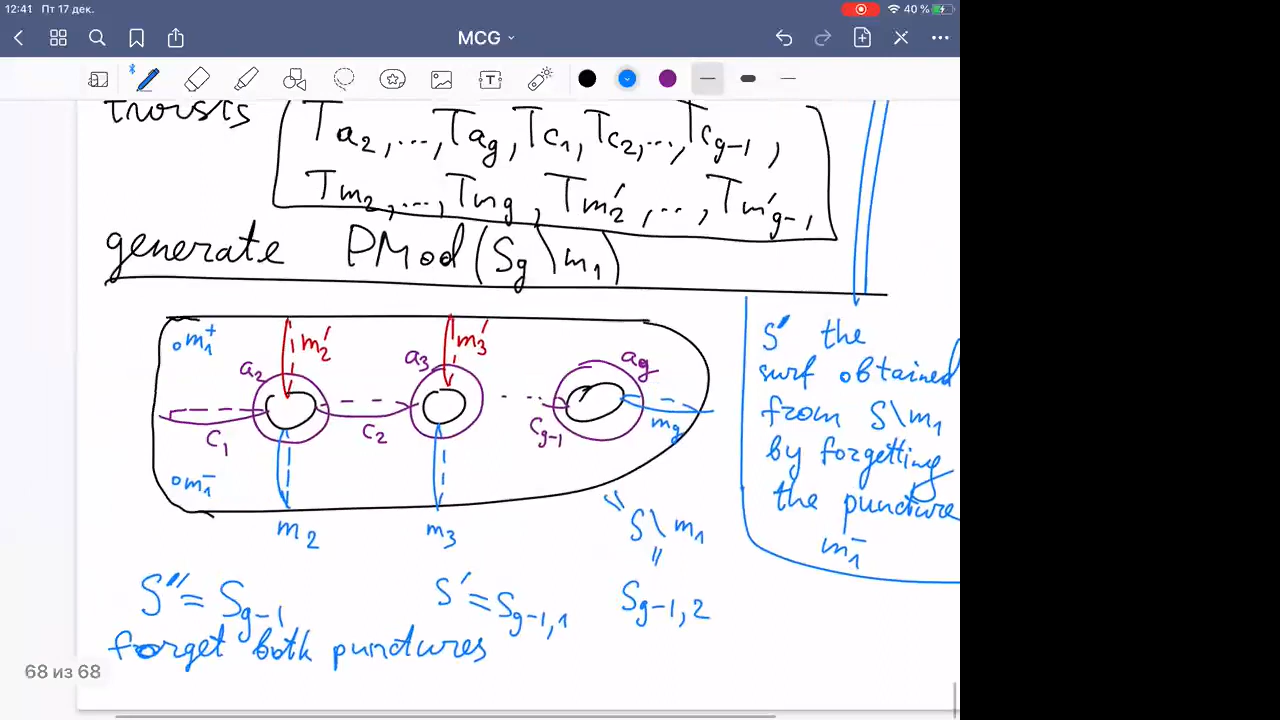 12:41 Пт 17 дек.
40 %
MCG
T
twists
T_{a_2}, ..., T_{a_g}, T_{c_1}, T_{c_2}, ..., T_{c_{g-1}},
T_{m_2}, ..., T_{m_g}, T_{m'_2}, .., T_{m'_{g-1}}
generate PMod(S_g \ m_1)
m_1^+
m_2'
m_3'
a_2
a_3
a_g
c_1
c_2
...
c_{g-1}
m_g
m_1^-
m_2
m_3
"S \ m_1
"
S_{g-1,2}
S'' = S_{g-1}
S' = S_{g-1,1}
forget both punctures
S' the
surf obtained
from S\m_1
by forgetting
the puncture
m_1^-
68 из 68